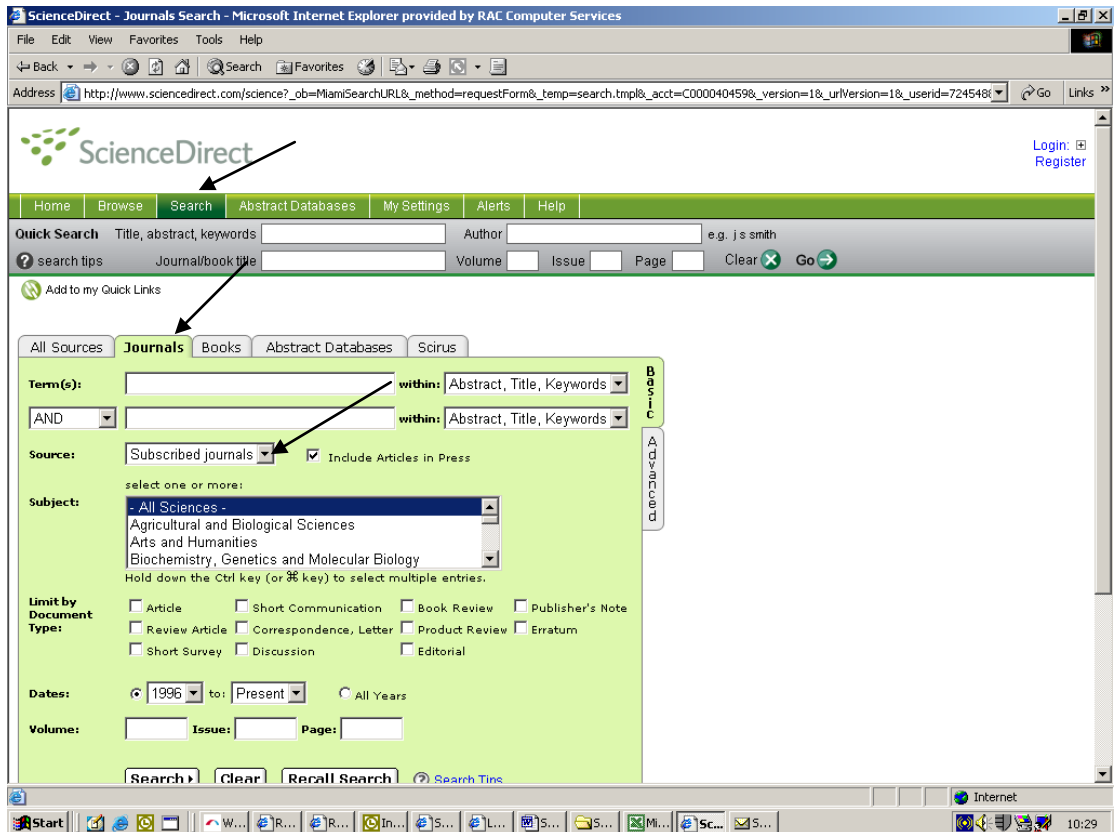 ScienceDirect - Journals Search - Microsoft Internet Explorer provided by RAC Computer Services
File Edit View Favorites Tools Help
Back Search Favorites
Address http://www.sciencedirect.com/science?_ob=MiamiSearchURL&_method=requestForm&_temp=search.tmpl&_acct=C000040459&_version=1&_urlVersion=1&_userid=724548 Go Links »
ScienceDirect
Login:
Register
Home Browse Search Abstract Databases My Settings Alerts Help
Quick Search Title, abstract, keywords Author e.g. j s smith
? search tips Journal/book title Volume Issue Page Clear Go
Add to my Quick Links
All Sources Journals Books Abstract Databases Scirus
Term(s): within: Abstract, Title, Keywords
Basic
AND within: Abstract, Title, Keywords
Advanced
Source: Subscribed journals Include Articles in Press
select one or more:
Subject: - All Sciences -
Agricultural and Biological Sciences
Arts and Humanities
Biochemistry, Genetics and Molecular Biology
Hold down the Ctrl key (or ⌘ key) to select multiple entries.
Limit by Document Type:
Article Short Communication Book Review Publisher's Note
Review Article Correspondence, Letter Product Review Erratum
Short Survey Discussion Editorial
Dates: 1996 to: Present All Years
Volume: Issue: Page:
Search Clear Recall Search ? Search Tips
Internet
Start W... R... R... In... S... L... S... S... Mi... Sc... S... 10:29